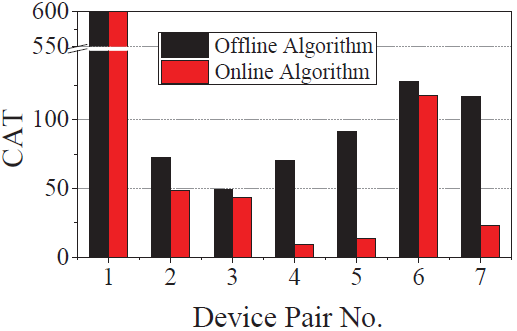 600
550
100
50
0
CAT
Offline Algorithm
Online Algorithm
1 2 3 4 5 6 7
Device Pair No.